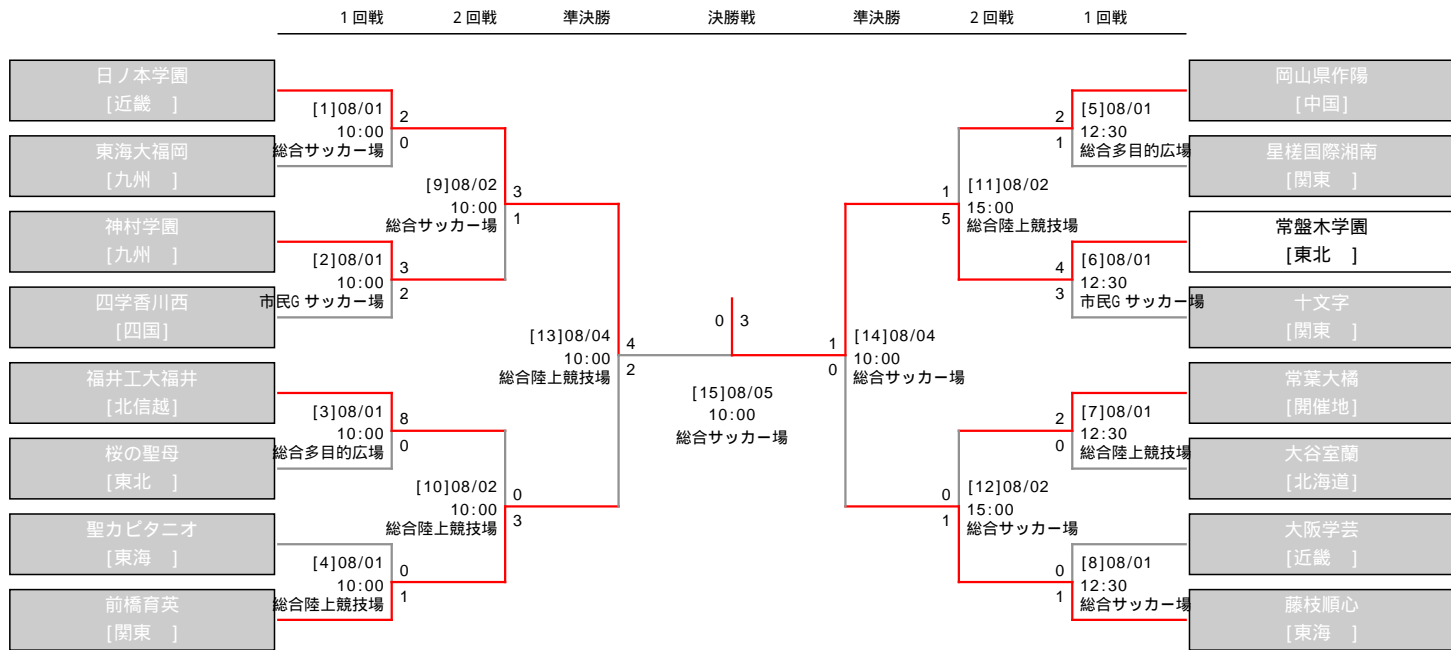 1回戦 2回戦 準決勝 決勝戦 準決勝 2回戦 1回戦
日ノ本学園
[近畿 ]
[1]08/01
10:00
総合サッカー場
2
0
東海大福岡
[九州 ]
[9]08/02
10:00
総合サッカー場
3
1
神村学園
[九州 ]
[2]08/01
10:00
市民G サッカー場
3
2
四学香川西
[四国]
[13]08/04
10:00
総合陸上競技場
4
2
福井工大福井
[北信越]
[3]08/01
10:00
総合多目的広場
8
0
桜の聖母
[東北 ]
[10]08/02
10:00
総合陸上競技場
0
3
聖カピタニオ
[東海 ]
[4]08/01
10:00
総合陸上競技場
0
1
前橋育英
[関東 ]
0 3
[15]08/05
10:00
総合サッカー場
岡山県作陽
[中国]
2
1
[5]08/01
12:30
総合多目的広場
星槎国際湘南
[関東 ]
1
5
[11]08/02
15:00
総合陸上競技場
常盤木学園
[東北 ]
4
3
[6]08/01
12:30
市民G サッカー場
十文字
[関東 ]
1
0
[14]08/04
10:00
総合サッカー場
常葉大橘
[開催地]
2
0
[7]08/01
12:30
総合陸上競技場
大谷室蘭
[北海道]
0
1
[12]08/02
15:00
総合サッカー場
大阪学芸
[近畿 ]
0
1
[8]08/01
12:30
総合サッカー場
藤枝順心
[東海 ]